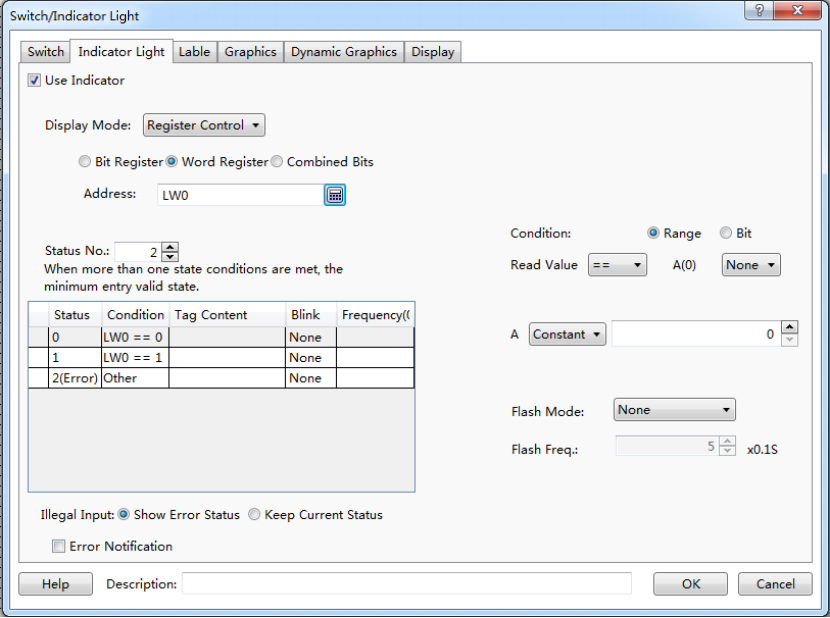 Switch/Indicator Light
Switch Indicator Light Lable Graphics Dynamic Graphics Display
Use Indicator
Display Mode: Register Control
Bit Register Word Register Combined Bits
Address: LW0
Condition: Range Bit
Status No.: 2
Read Value == A(0) None
When more than one state conditions are met, the
minimum entry valid state.
Status Condition Tag Content Blink Frequency(
0 LW0 == 0 None
1 LW0 == 1 None
2(Error) Other None
A Constant 0
Flash Mode: None
Flash Freq.: 5 x0.1S
Illegal Input: Show Error Status Keep Current Status
Error Notification
Help Description: OK Cancel